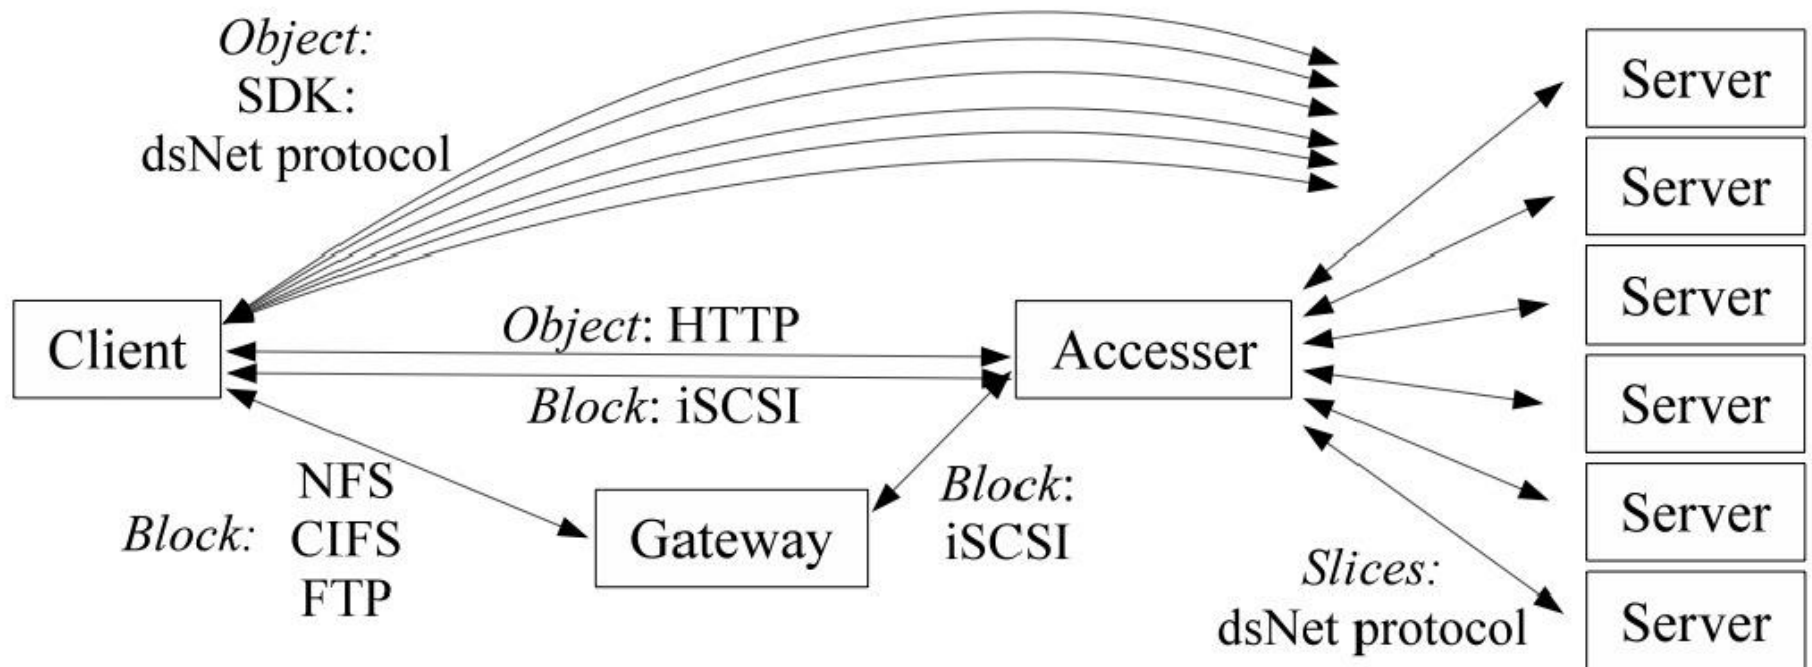 Object:
SDK:
dsNet protocol
Server
Server
Server
Client
Object: HTTP
Accesser
Block: iSCSI
Server
NFS
Block: CIFS
FTP
Gateway
Block:
iSCSI
Server
Slices:
dsNet protocol
Server